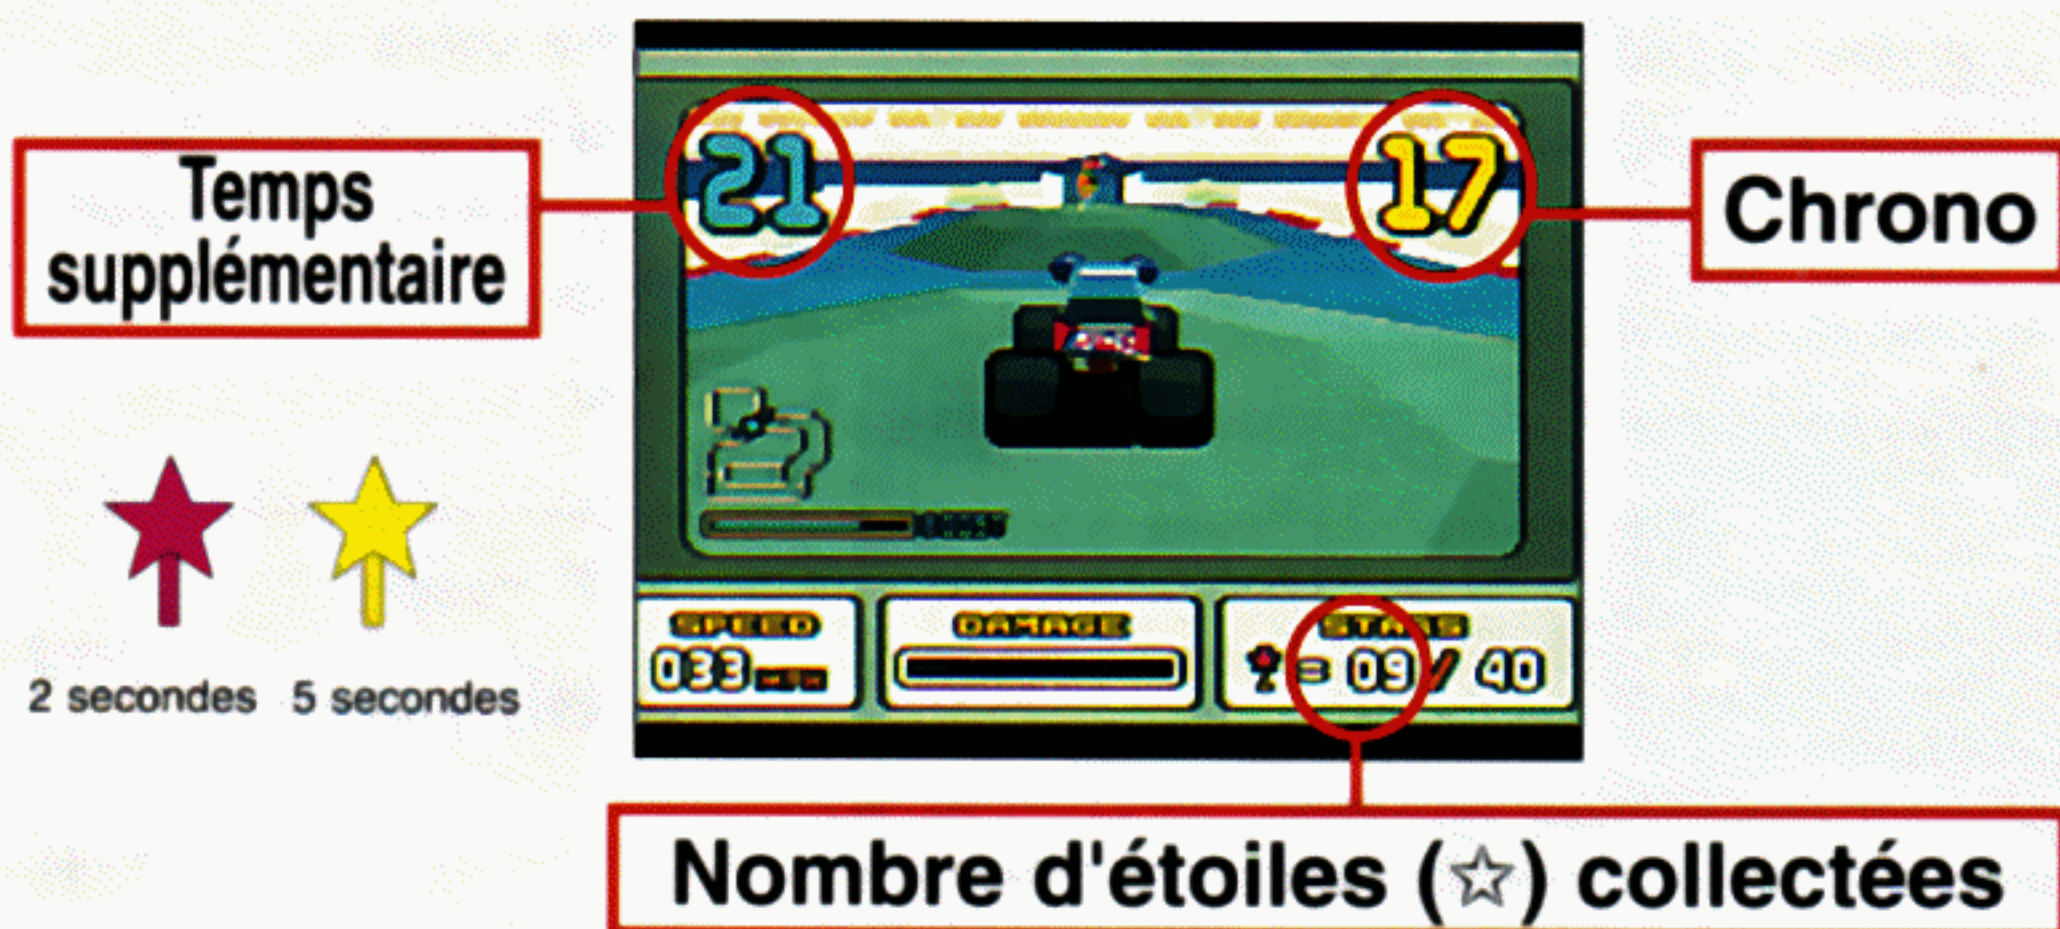 21
17
Temps
supplémentaire
Chrono
2 secondes
5 secondes
SPEED
033
DAMAGE
STARS
= 09 / 40
Nombre d'étoiles (☆) collectées